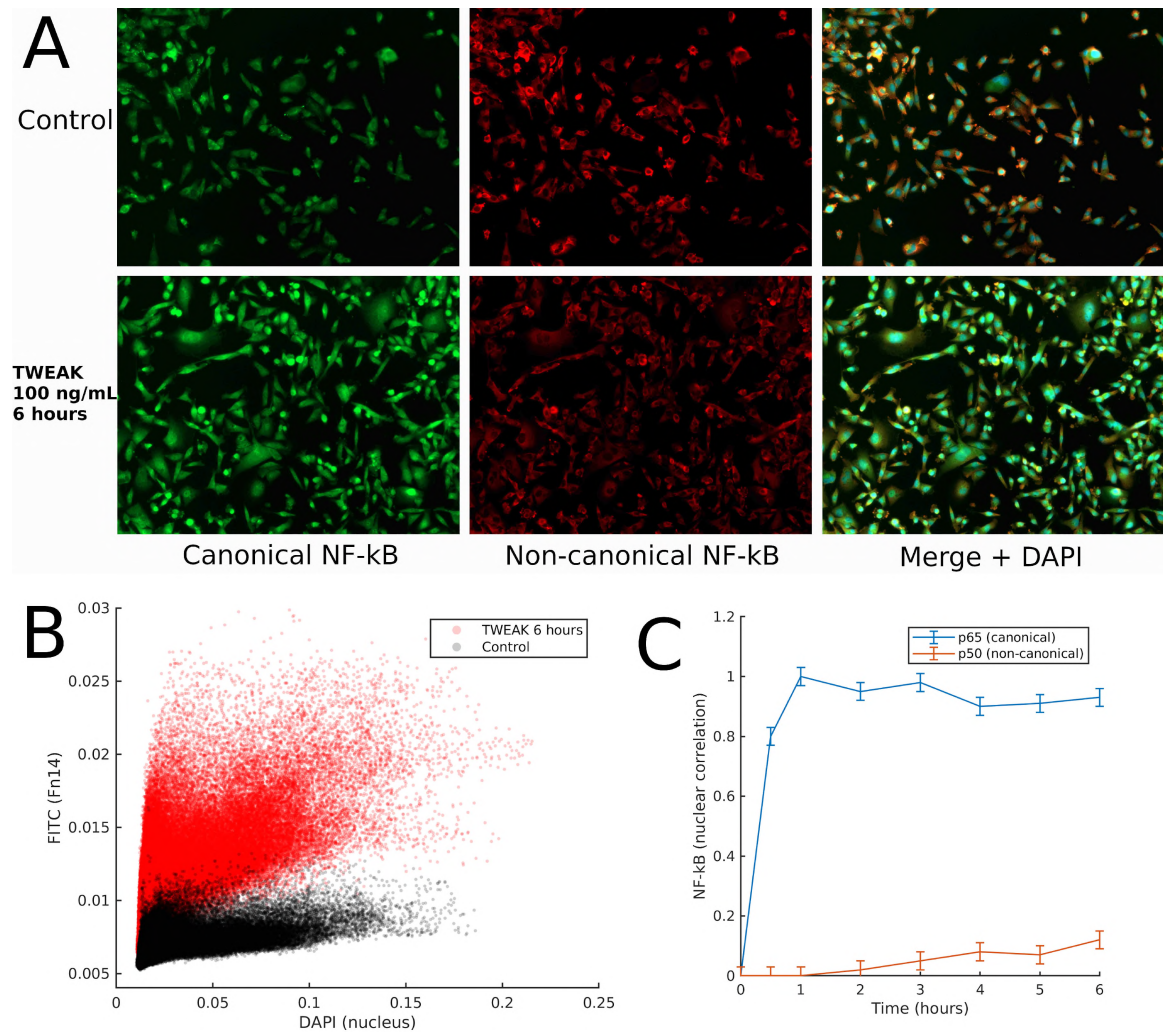 A
Control
TWEAK
100 ng/mL
6 hours
Canonical NF-kB
Non-canonical NF-kB
Merge + DAPI
B
0.03
0.025
0.02
0.015
0.01
0.005
FITC (Fn14)
TWEAK 6 hours
Control
0
0.05
0.1
0.15
0.2
0.25
DAPI (nucleus)
C
1.2
1
0.8
0.6
0.4
0.2
0
NF-kB (nuclear correlation)
p65 (canonical)
p50 (non-canonical)
0
1
2
3
4
5
6
Time (hours)